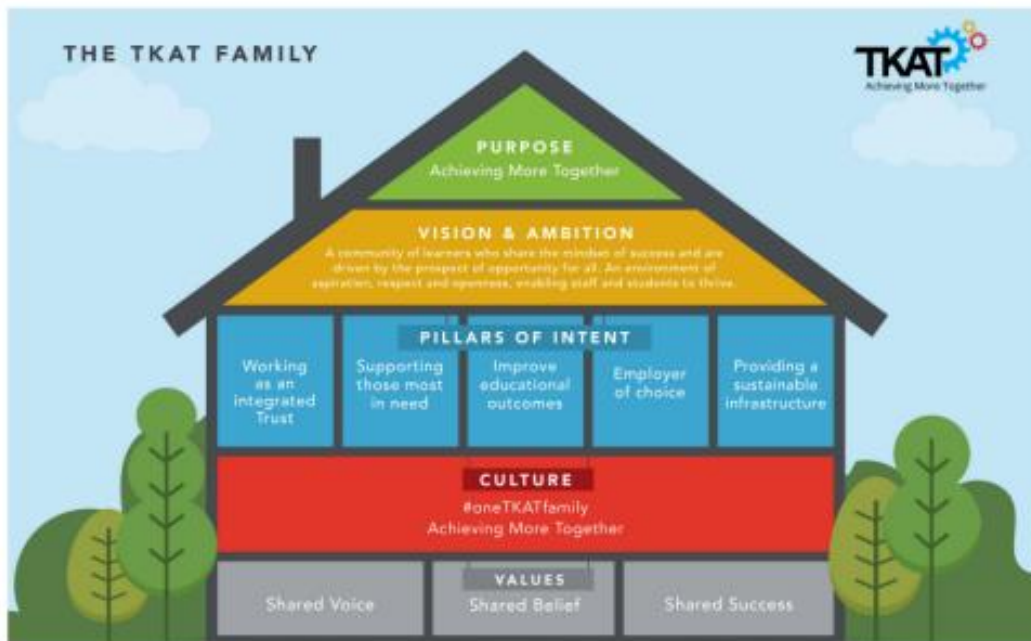 THE TKAT FAMILY
TKAT
Achieving More Together
PURPOSE
Achieving More Together
VISION & AMBITION
A community of learners who share the mindset of success and are
driven by the prospect of opportunity for all. An environment of
aspiration, respect and openness, enabling staff and students to thrive.
PILLARS OF INTENT
Working
as an
integrated
Trust
Supporting
those most
in need
Improve
educational
outcomes
Employer
of choice
Providing a
sustainable
infrastructure
CULTURE
#oneTKATfamily
Achieving More Together
VALUES
Shared Voice
Shared Belief
Shared Success